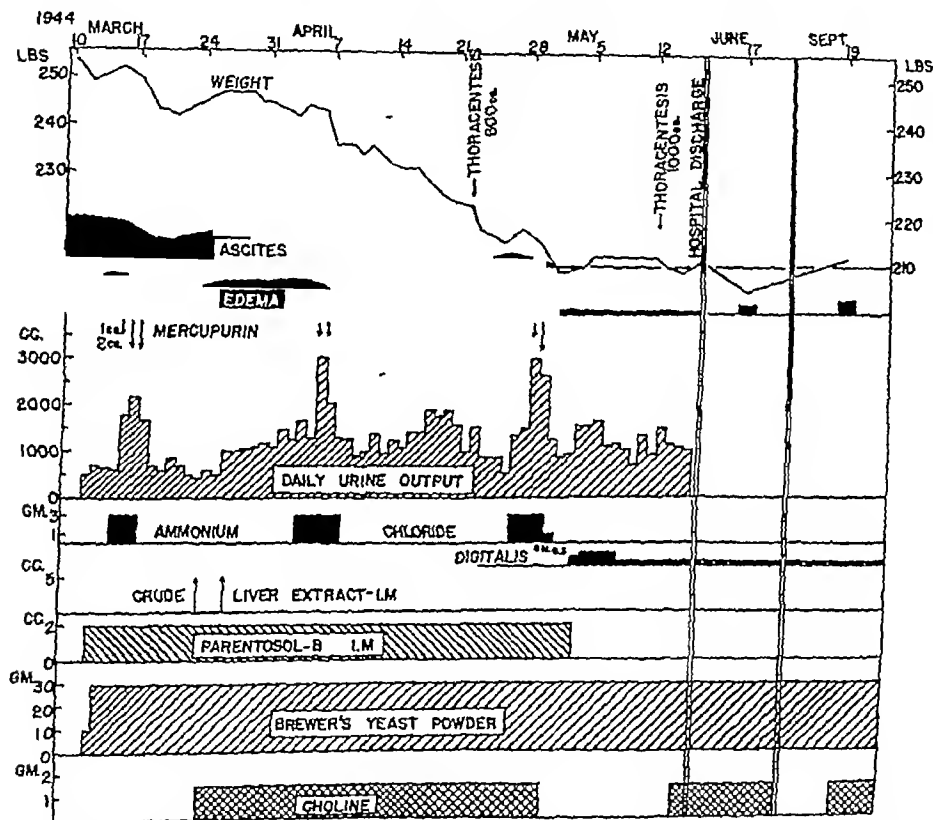 1944
MARCH APRIL MAY JUNE SEPT
10 17 24 31 7 14 21 28 5 12 17 19
LBS LBS
250 250
240 240
230 230
220
210
WEIGHT
←THORACENTESIS
800cc.
←THORACENTESIS
1000cc.
HOSPITAL DISCHARGE
ASCITES
EDEMA
CC.
1cc.
2cc.
MERCUPURIN
3000
2000
1000
0
DAILY URINE OUTPUT
GM.
3
1
AMMONIUM CHLORIDE
DIGITALIS
CC.
5
CRUDE LIVER EXTRACT-I.M
CC.
2
0
PARENTOSOL-B I.M
GM.
30
20
10
0
BREWER'S YEAST POWDER
GM.
2
1
CHOLINE